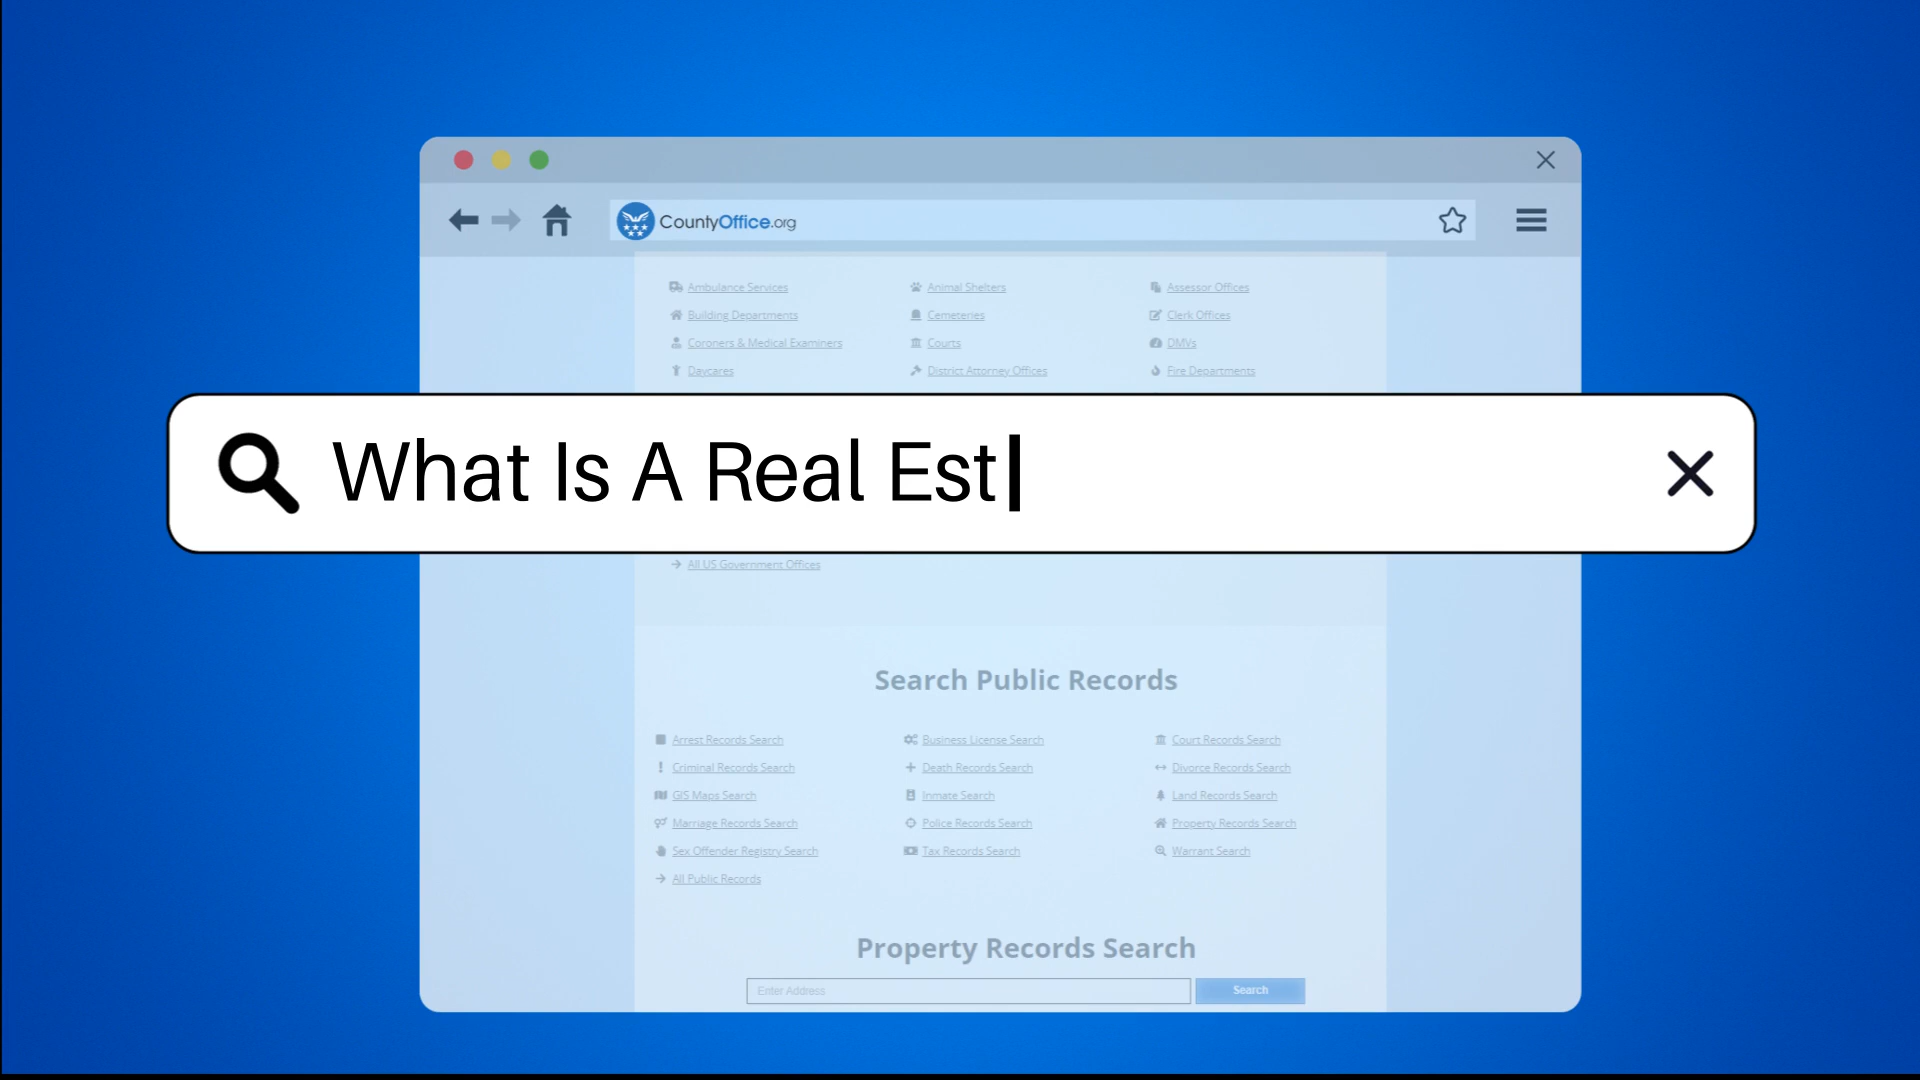 CountyOffice.org
Ambulance Services Animal Shelters Assessor Offices
Building Departments Cemeteries Clerk Offices
Coroners & Medical Examiners Courts DMVs
Daycares District Attorney Offices Fire Departments
What Is A Real Est
All US Government Offices
Search Public Records
Arrest Records Search Business License Search Court Records Search
Criminal Records Search Death Records Search Divorce Records Search
GIS Maps Search Inmate Search Land Records Search
Marriage Records Search Police Records Search Property Records Search
Sex Offender Registry Search Tax Records Search Warrant Search
All Public Records
Property Records Search
Enter Address Search